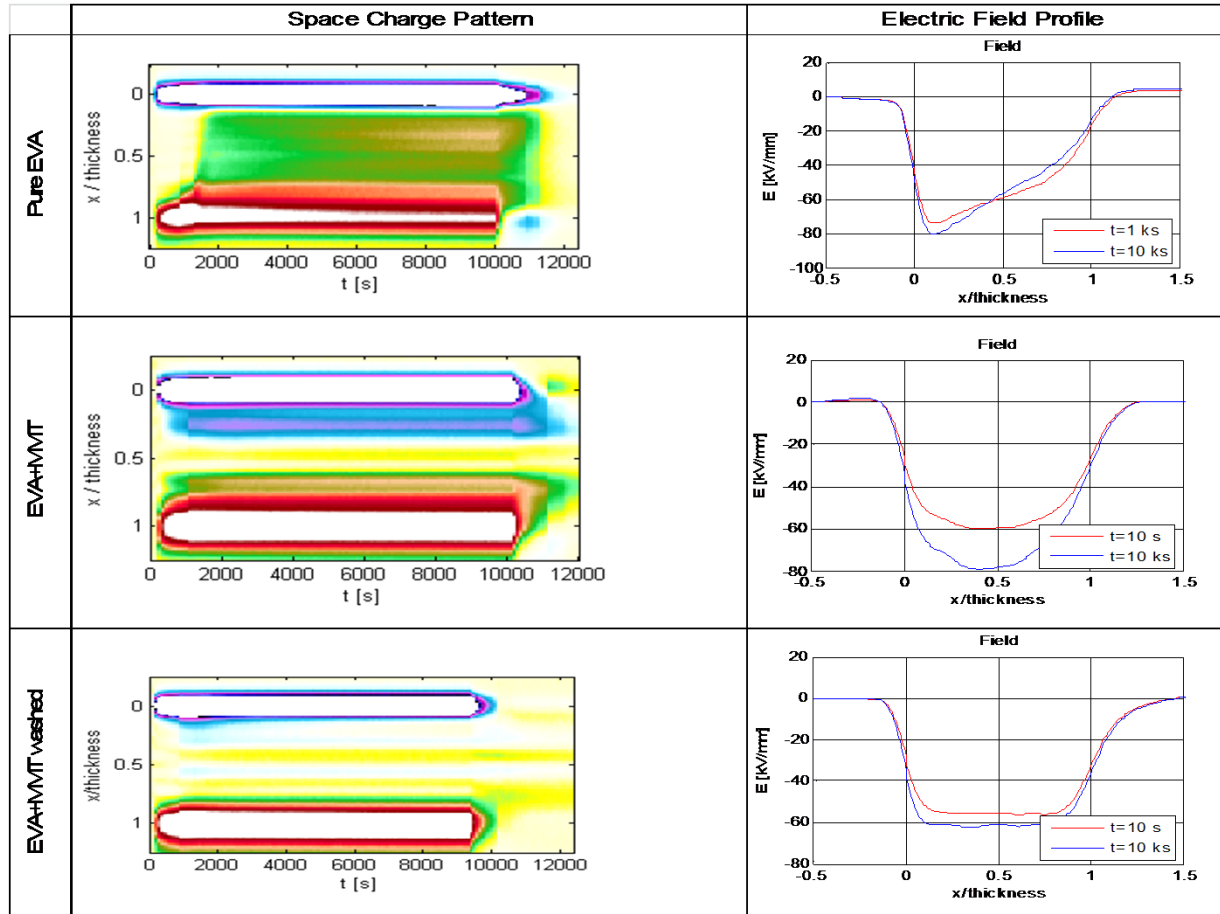 Space Charge Pattern
Electric Field Profile
Pure EVA
0
0.5
1
x / thickness
0 2000 4000 6000 8000 10000 12000
t [s]
Field
20
0
-20
-40
-60
-80
-100
E [kV/mm]
t=1 ks
t=10 ks
-0.5 0 0.5 1 1.5
x/thickness
EVA+MMT
0
0.5
1
x / thickness
0 2000 4000 6000 8000 10000 12000
t [s]
Field
20
0
-20
-40
-60
-80
E [kV/mm]
t=10 s
t=10 ks
-0.5 0 0.5 1 1.5
x/thickness
EVA+MMT washed
0
0.5
1
x/thickness
0 2000 4000 6000 8000 10000 12000
t [s]
Field
20
0
-20
-40
-60
-80
E [kV/mm]
t=10 s
t=10 ks
-0.5 0 0.5 1 1.5
x/thickness